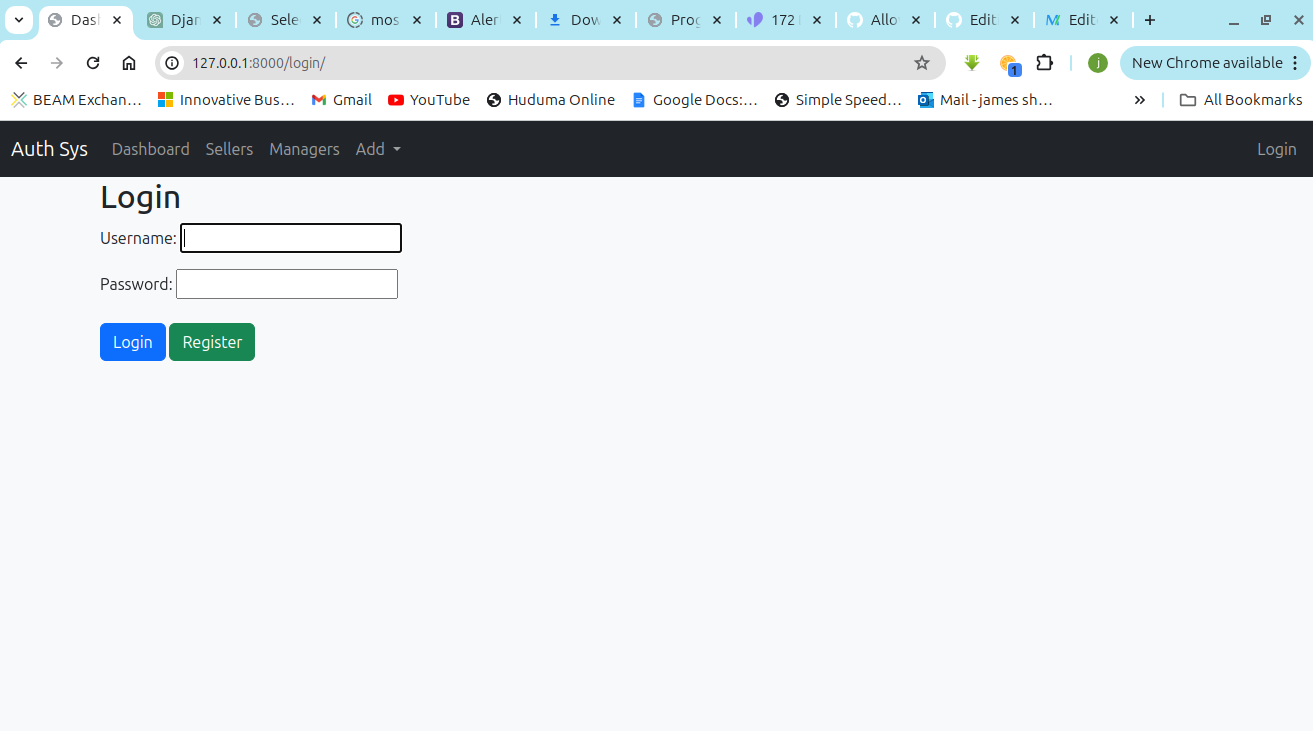 Dash Djan Sele mos Aler Dow Prog 172 Allo Edit Edit
127.0.0.1:8000/login/ 1 j New Chrome available
BEAM Exchan... Innovative Bus... Gmail YouTube Huduma Online Google Docs:... Simple Speed... Mail - james sh... All Bookmarks
Auth Sys Dashboard Sellers Managers Add Login
Login
Username:
Password:
Login Register